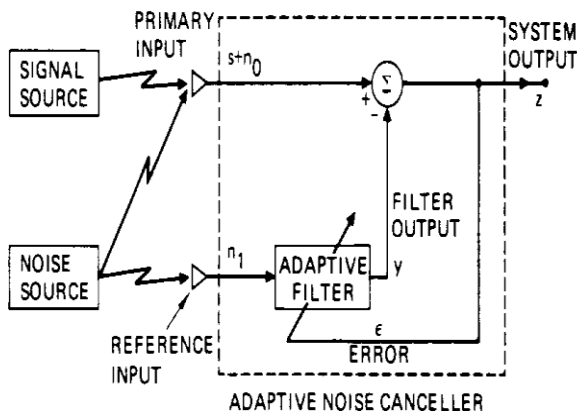 PRIMARY
INPUT
SYSTEM
OUTPUT
SIGNAL
SOURCE
s+n0
Σ
+
-
z
FILTER
OUTPUT
NOISE
SOURCE
n1
ADAPTIVE
FILTER
y
ε
ERROR
REFERENCE
INPUT
ADAPTIVE NOISE CANCELLER